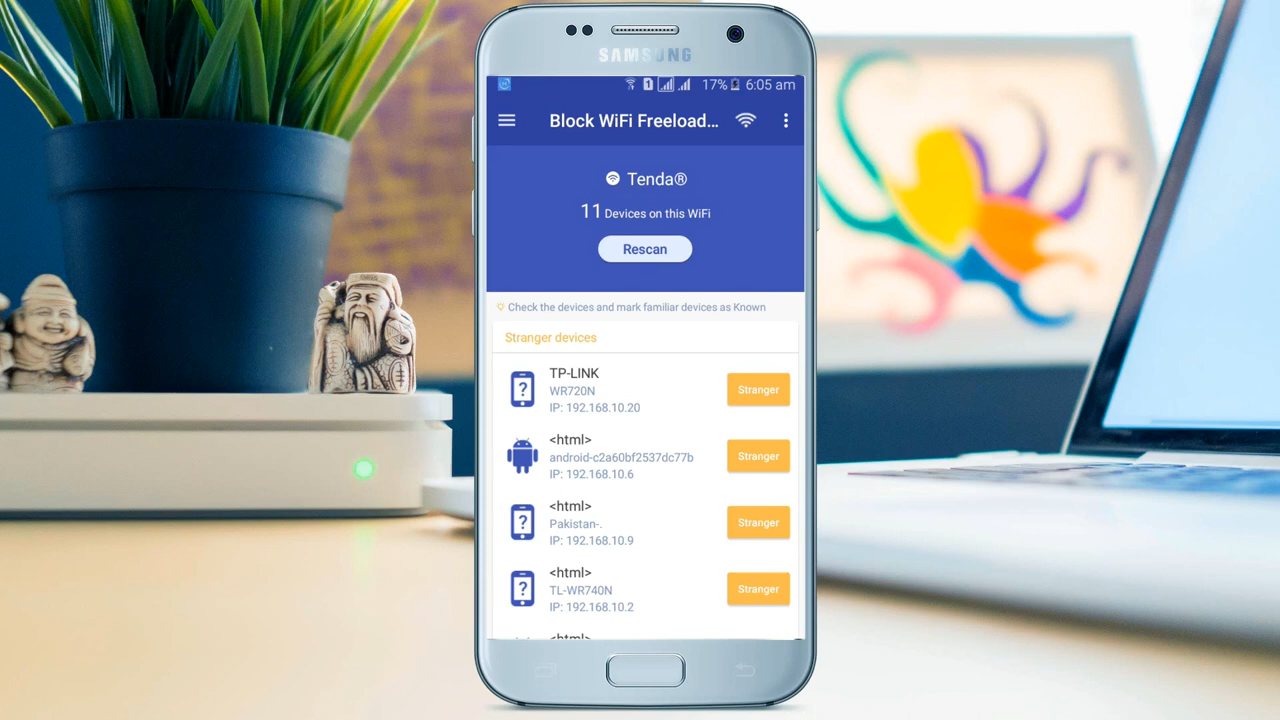 SAMSUNG
17% 6:05 am
Block WiFi Freeload...
Tenda®
11 Devices on this WiFi
Rescan
Check the devices and mark familiar devices as Known
Stranger devices
TP-LINK
WR720N
IP: 192.168.10.20
Stranger
<html>
android-c2a60bf2537dc77b
IP: 192.168.10.6
Stranger
<html>
Pakistan-.
IP: 192.168.10.9
Stranger
<html>
TL-WR740N
IP: 192.168.10.2
Stranger
<html>